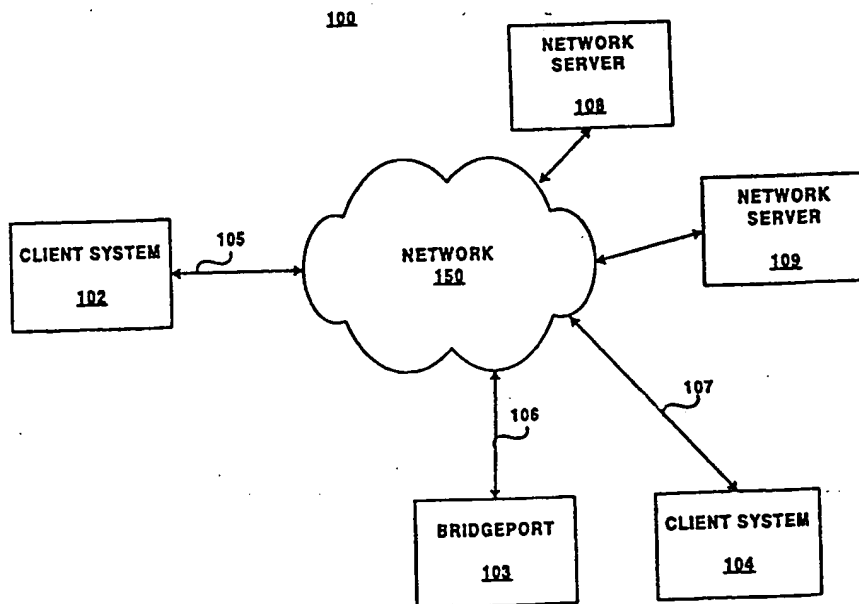 100
NETWORK
SERVER
108
NETWORK
SERVER
109
CLIENT SYSTEM
102
105
NETWORK
150
106
107
BRIDGEPORT
103
CLIENT SYSTEM
104